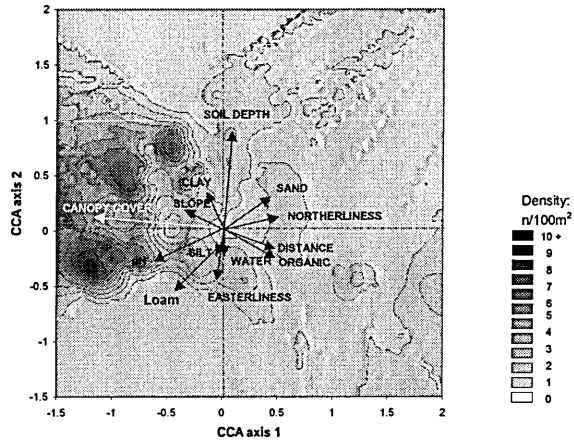 2
1.5
1
0.5
0
-0.5
-1
-1.5
CCA axis 2
SOIL DEPTH
CLAY
SAND
SLOPE
CANOPY COVER
NORTHERLINESS
SILT
DISTANCE
WATER
ORGANIC
pH
Loam
EASTERLINESS
-1.5
-1
-0.5
0
0.5
1
1.5
2
CCA axis 1
Density:
n/100m²
10 +
9
8
7
6
5
4
3
2
1
0